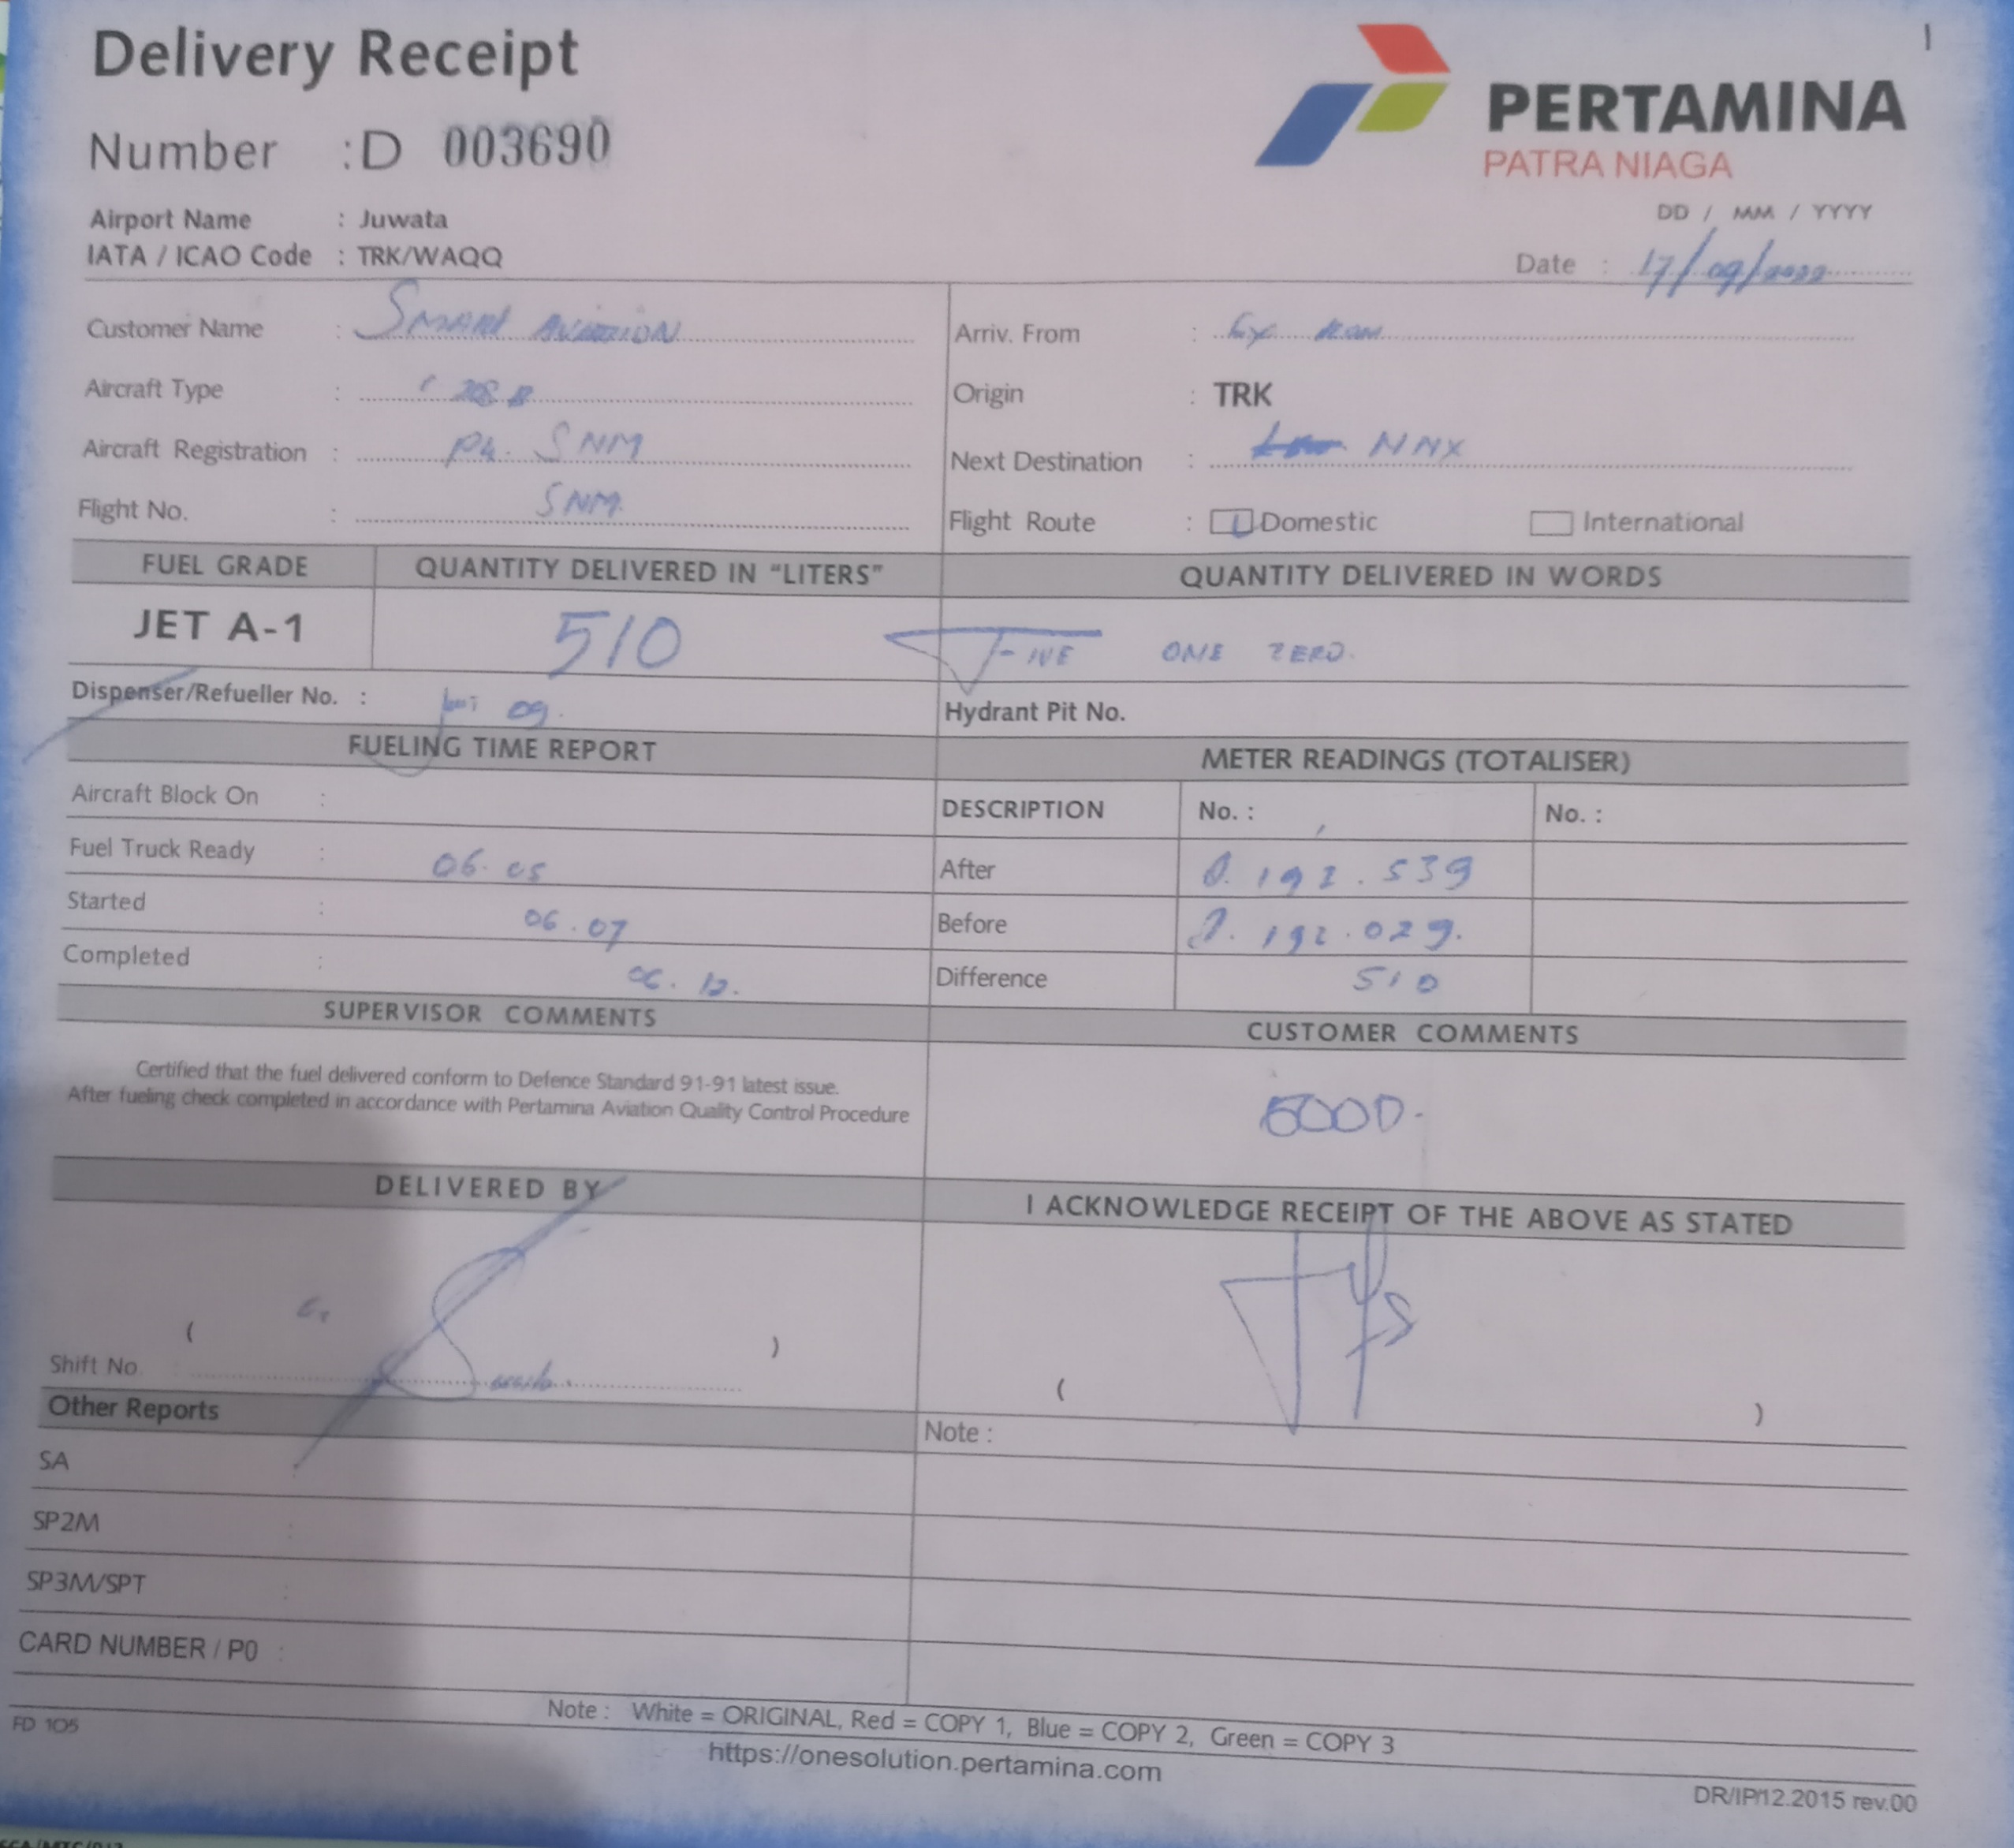 Delivery Receipt
1
PERTAMINA
PATRA NIAGA
Number : D 003690
Airport Name : Juwata
IATA / ICAO Code : TRK/WAQQ
DD / MM / YYYY
Date : 17/09/2022
Customer Name : SMART AVIATION
Arriv. From : Ex
Aircraft Type : C 208 B
Origin : TRK
Aircraft Registration : PK. SNM
Next Destination : NNX
Flight No. : SNM
Flight Route : Domestic International
FUEL GRADE QUANTITY DELIVERED IN "LITERS" QUANTITY DELIVERED IN WORDS
JET A-1 510 FIVE ONE ZERO.
Dispenser/Refueller No. : 09.
Hydrant Pit No.
FUELING TIME REPORT
METER READINGS (TOTALISER)
Aircraft Block On :
DESCRIPTION No. : No. :
Fuel Truck Ready : 06.05
After 192.539
Started : 06.07
Before 192.029.
Completed : 06.12.
Difference 510
SUPERVISOR COMMENTS
CUSTOMER COMMENTS
Certified that the fuel delivered conform to Defence Standard 91-91 latest issue.
After fueling check completed in accordance with Pertamina Aviation Quality Control Procedure
GOOD.
DELIVERED BY
I ACKNOWLEDGE RECEIPT OF THE ABOVE AS STATED
( )
Shift No :
( )
Other Reports
Note :
SA
SP2M :
SP3M/SPT :
CARD NUMBER / P0 :
Note : White = ORIGINAL, Red = COPY 1, Blue = COPY 2, Green = COPY 3
FD 105
https://onesolution.pertamina.com
DR/IP/12.2015 rev.00